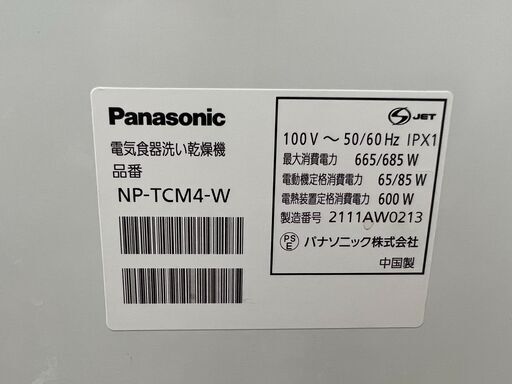 Panasonic
電気食器洗い乾燥機
品番
NP-TCM4-W
JET
100V ～ 50/60Hz IPX1
最大消費電力 665/685 W
電動機定格消費電力 65/85 W
電熱装置定格消費電力 600 W
製造番号 2111AW0213
PS
E
パナソニック株式会社
中国製